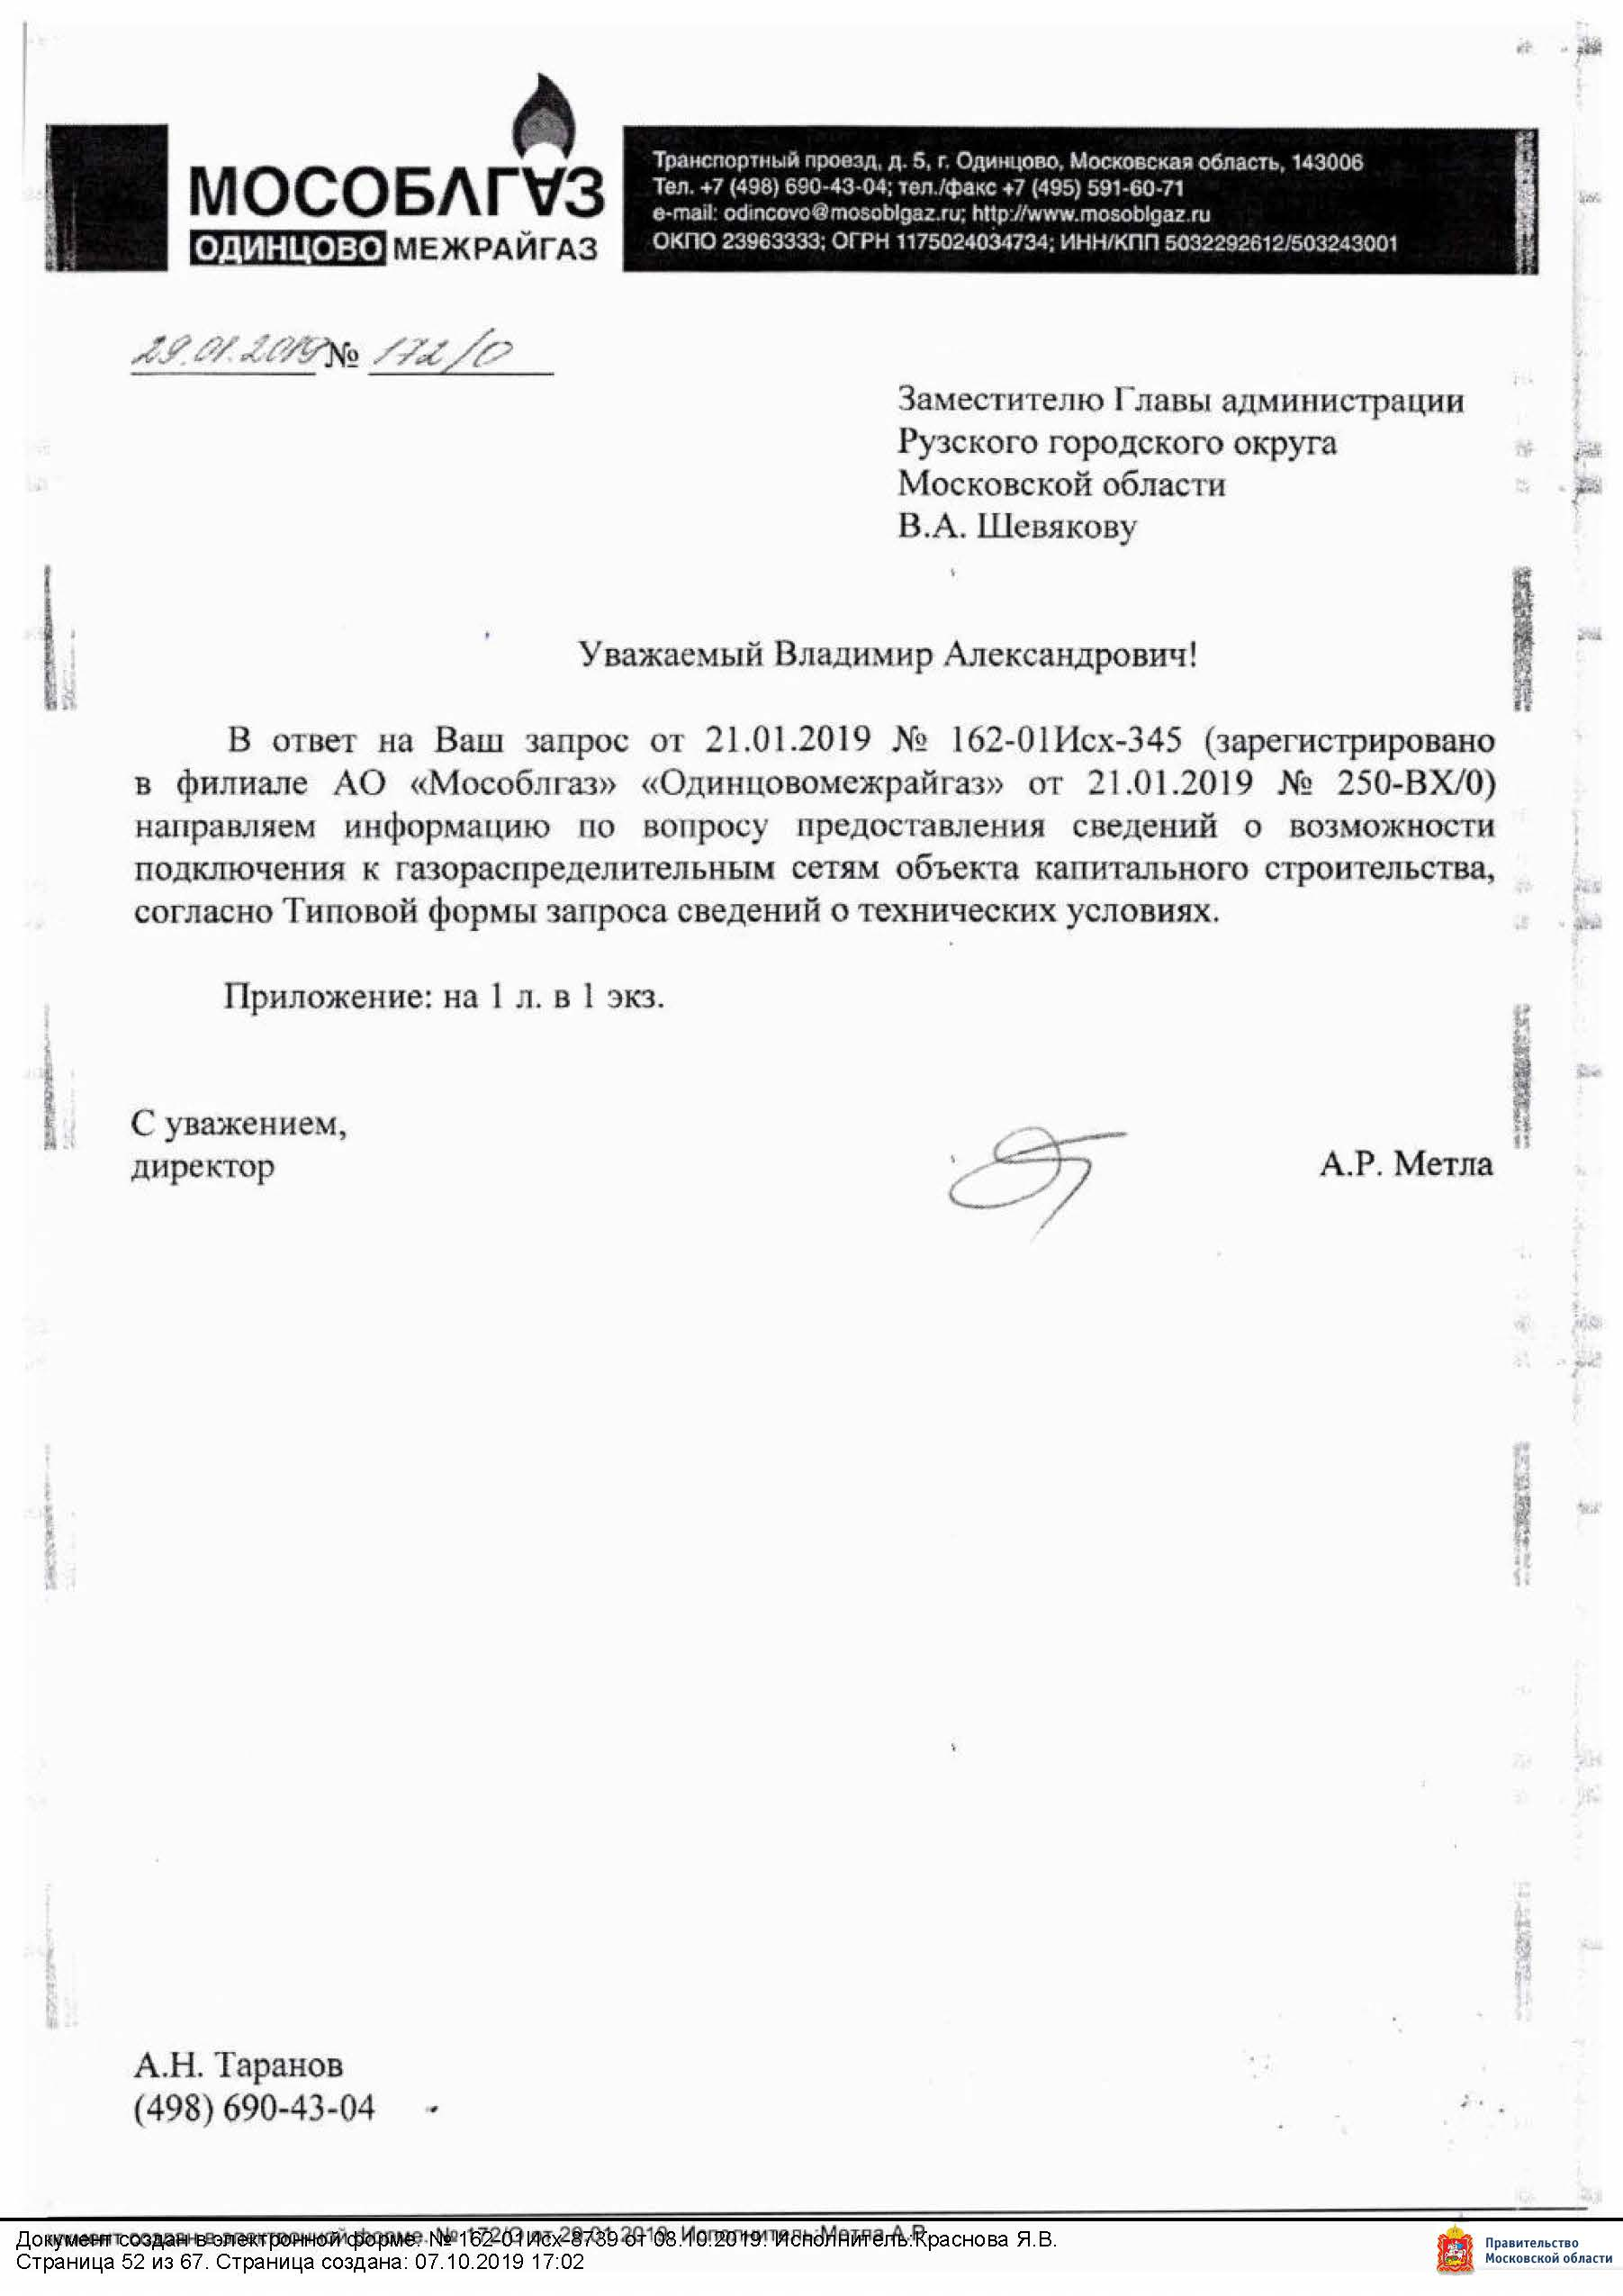 МОСОБЛГАЗ
ОДИНЦОВО МЕЖРАЙГАЗ
Транспортный проезд, д. 5, г. Одинцово, Московская область, 143006
Тел. +7 (498) 690-43-04; тел./факс +7 (495) 591-60-71
e-mail: odincovo@mosoblgaz.ru; http://www.mosoblgaz.ru
ОКПО 23963333; ОГРН 1175024034734; ИНН/КПП 5032292612/503243001
29.01.2019 № 172/О
Заместителю Главы администрации
Рузского городского округа
Московской области
В.А. Шевякову
Уважаемый Владимир Александрович!
В ответ на Ваш запрос от 21.01.2019 № 162-01Исх-345 (зарегистрировано
в филиале АО «Мособлгаз» «Одинцовомежрайгаз» от 21.01.2019 № 250-ВХ/0)
направляем информацию по вопросу предоставления сведений о возможности
подключения к газораспределительным сетям объекта капитального строительства,
согласно Типовой формы запроса сведений о технических условиях.
Приложение: на 1 л. в 1 экз.
С уважением,
директор
А.Р. Метла
А.Н. Таранов
(498) 690-43-04
Документ создан в электронной форме. № 162-01Исх-8739 от 08.10.2019. Исполнитель:Краснова Я.В.
Страница 52 из 67. Страница создана: 07.10.2019 17:02
Правительство
Московской области